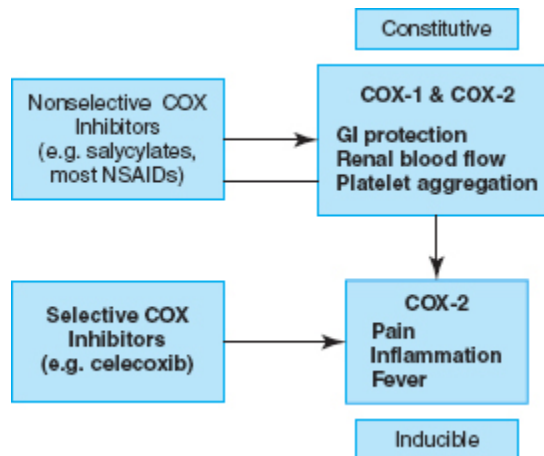 Constitutive
Nonselective COX
Inhibitors
(e.g. salycylates,
most NSAIDs)
COX-1 & COX-2
GI protection
Renal blood flow
Platelet aggregation
Selective COX
Inhibitors
(e.g. celecoxib)
COX-2
Pain
Inflammation
Fever
Inducible